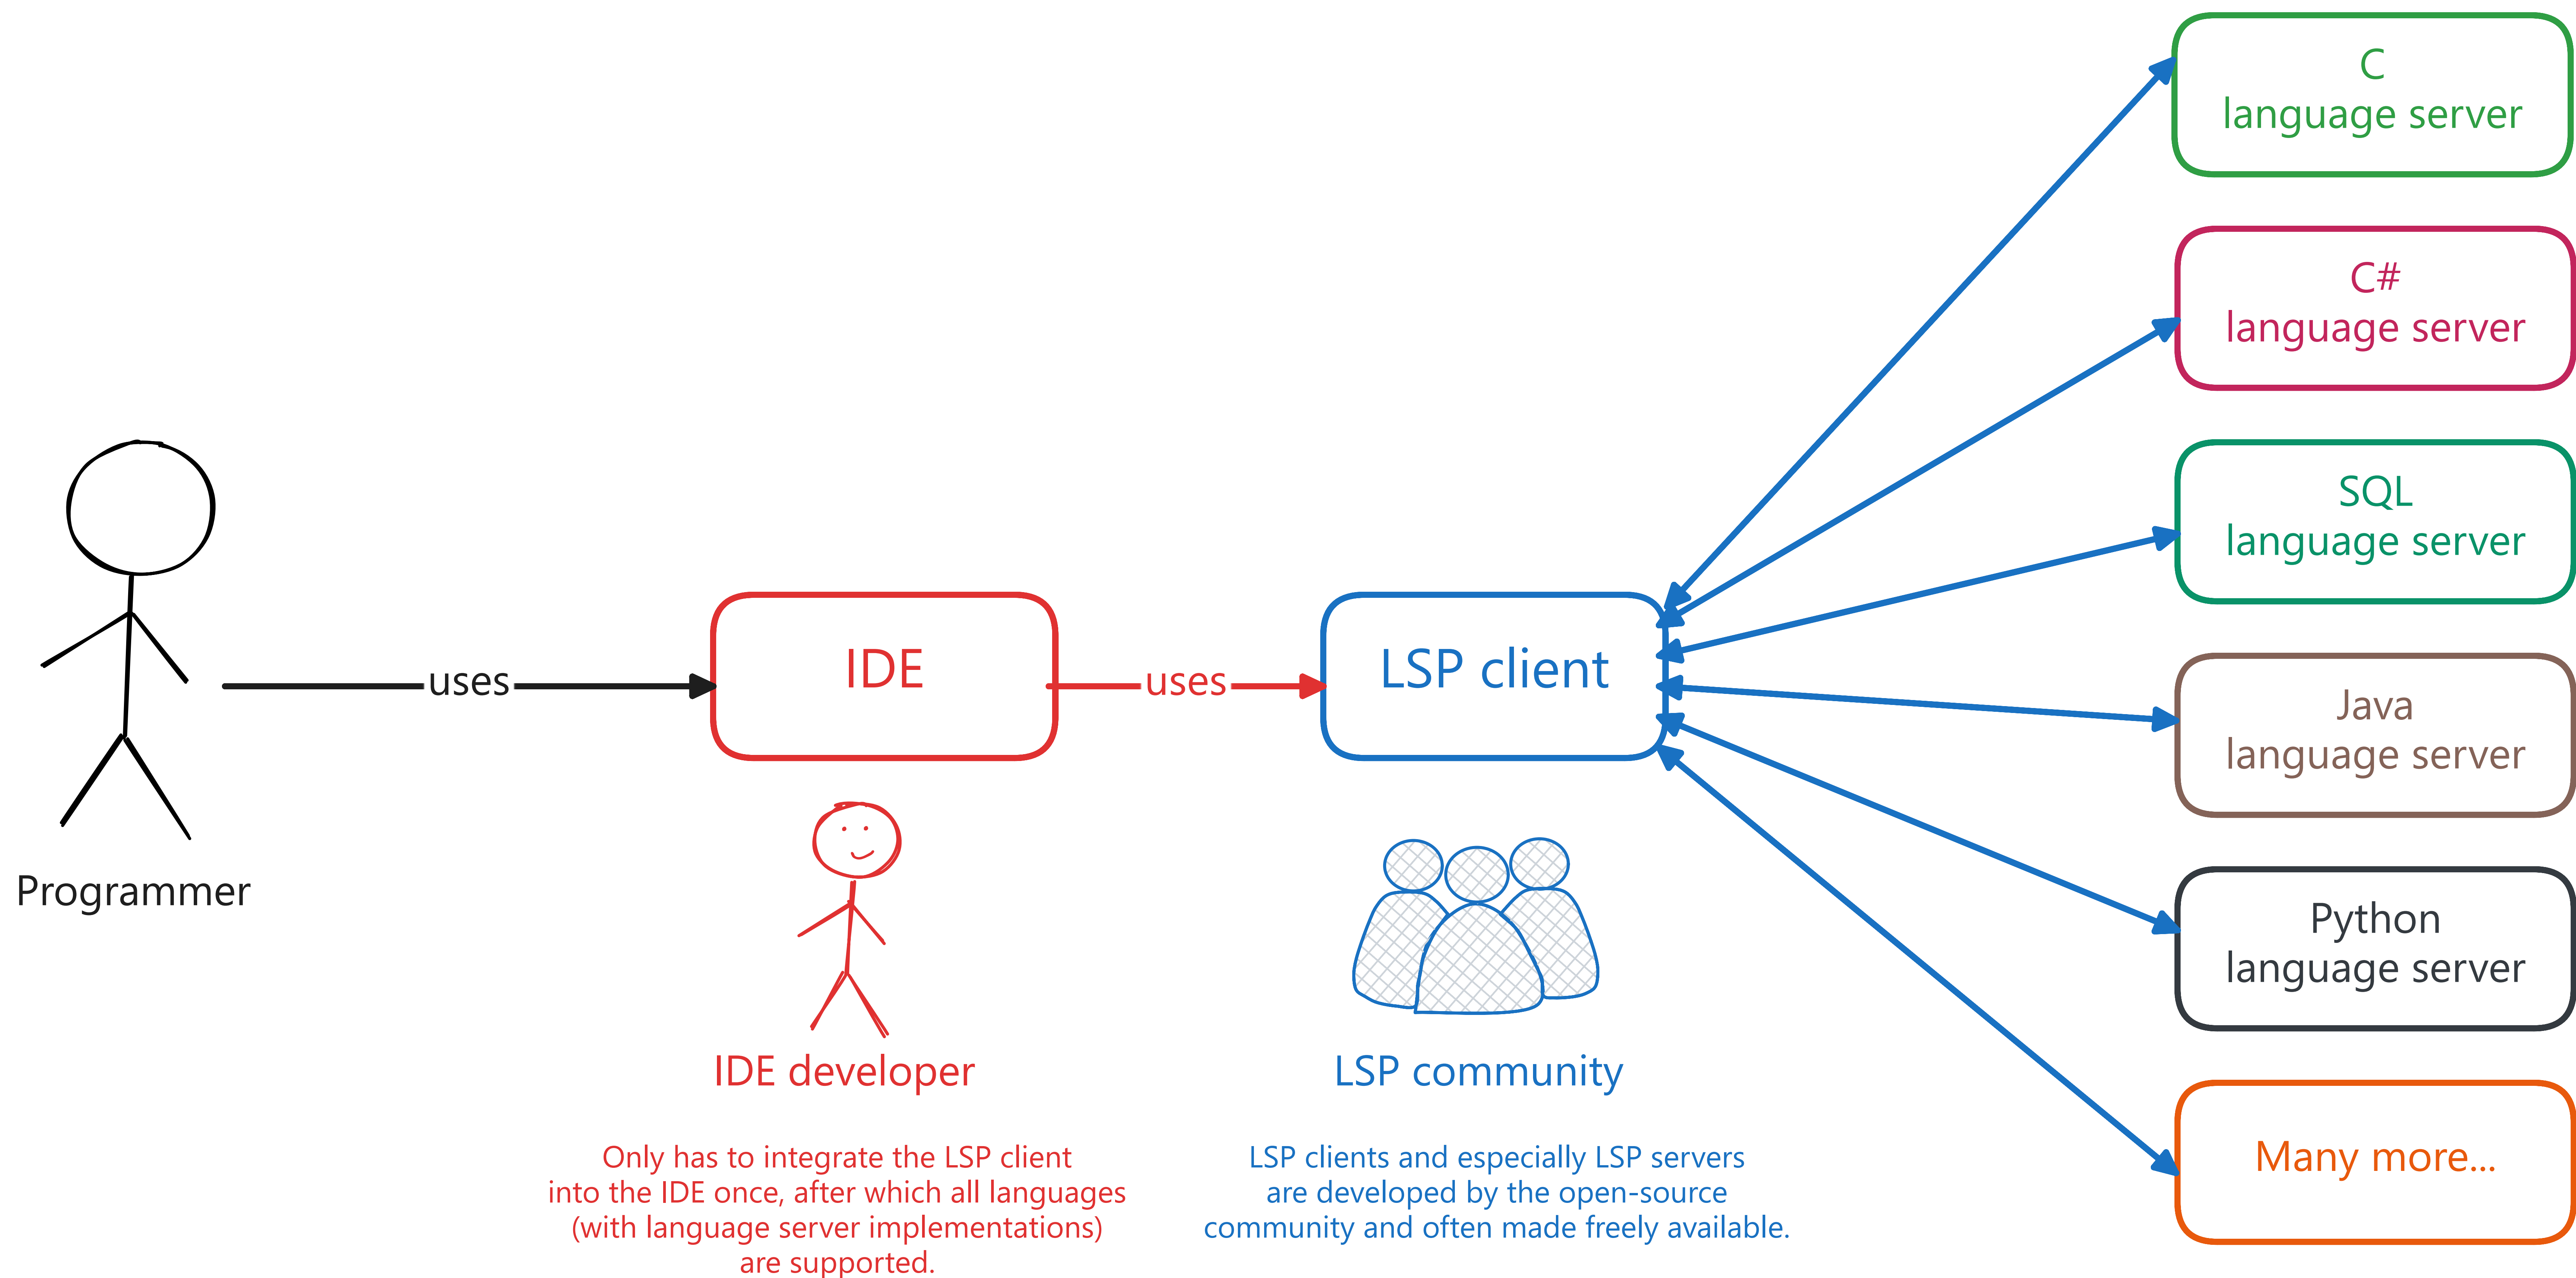 Programmer
uses
IDE
IDE developer
Only has to integrate the LSP client
into the IDE once, after which all languages
(with language server implementations)
are supported.
uses
LSP client
LSP community
LSP clients and especially LSP servers
are developed by the open-source
community and often made freely available.
C
language server
C#
language server
SQL
language server
Java
language server
Python
language server
Many more...